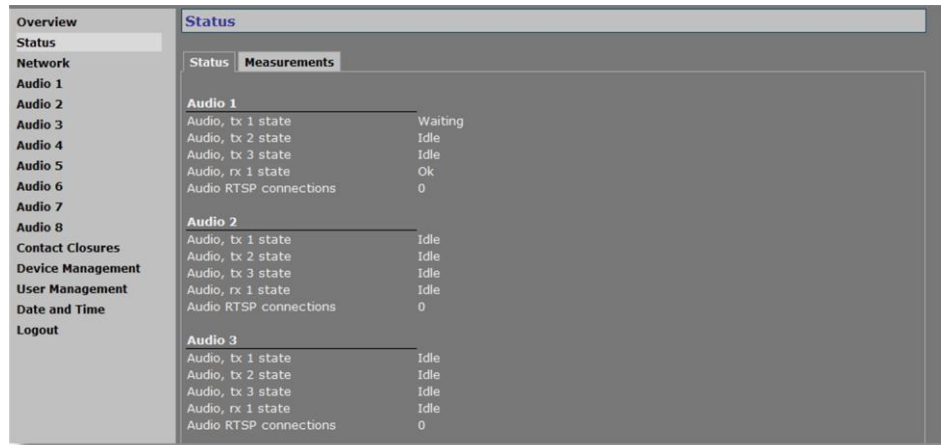 Overview
Status
Network
Audio 1
Audio 2
Audio 3
Audio 4
Audio 5
Audio 6
Audio 7
Audio 8
Contact Closures
Device Management
User Management
Date and Time
Logout
Status
Status Measurements
Audio 1
Audio, tx 1 state Waiting
Audio, tx 2 state Idle
Audio, tx 3 state Idle
Audio, rx 1 state Ok
Audio RTSP connections 0
Audio 2
Audio, tx 1 state Idle
Audio, tx 2 state Idle
Audio, tx 3 state Idle
Audio, rx 1 state Idle
Audio RTSP connections 0
Audio 3
Audio, tx 1 state Idle
Audio, tx 2 state Idle
Audio, tx 3 state Idle
Audio, rx 1 state Idle
Audio RTSP connections 0